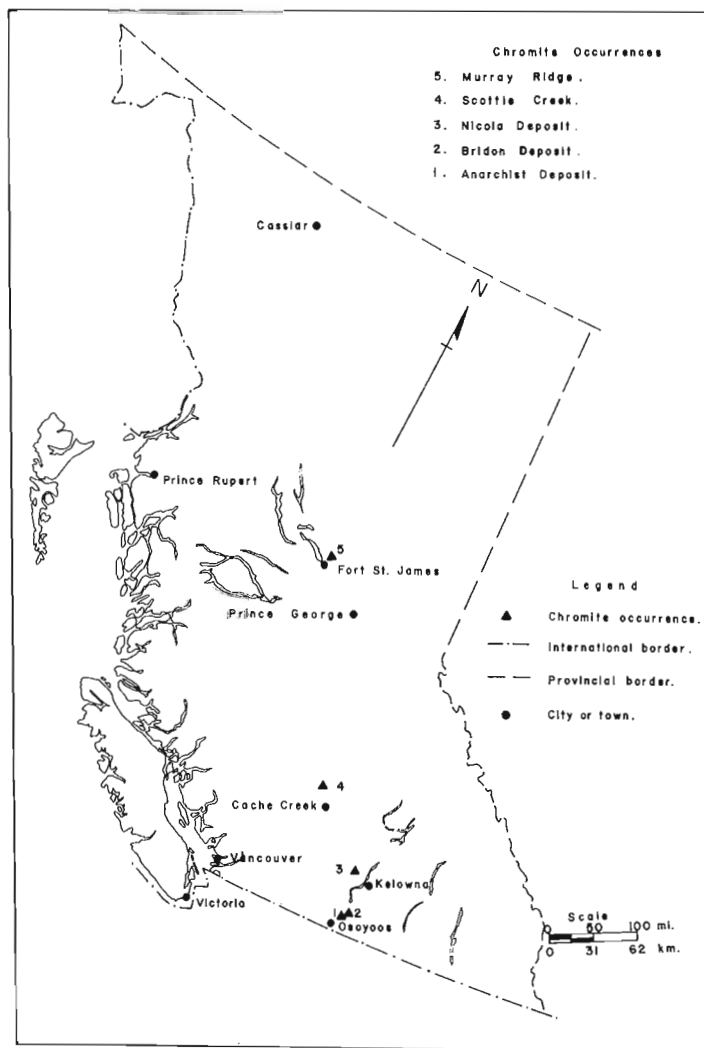 Chromite Occurrences
5. Murray Ridge.
4. Scottie Creek.
3. Nicola Deposit.
2. Bridon Deposit.
1. Anarchist Deposit.
Cassiar
N
Prince Rupert
5
Fort St. James
Prince George
Legend
Chromite occurrence.
International border.
Provincial border.
City or town.
4
Cache Creek
Vancouver
3
Kelowna
Victoria
1 2
Osoyoos
Scale
0 50 100 mi.
0 31 62 km.